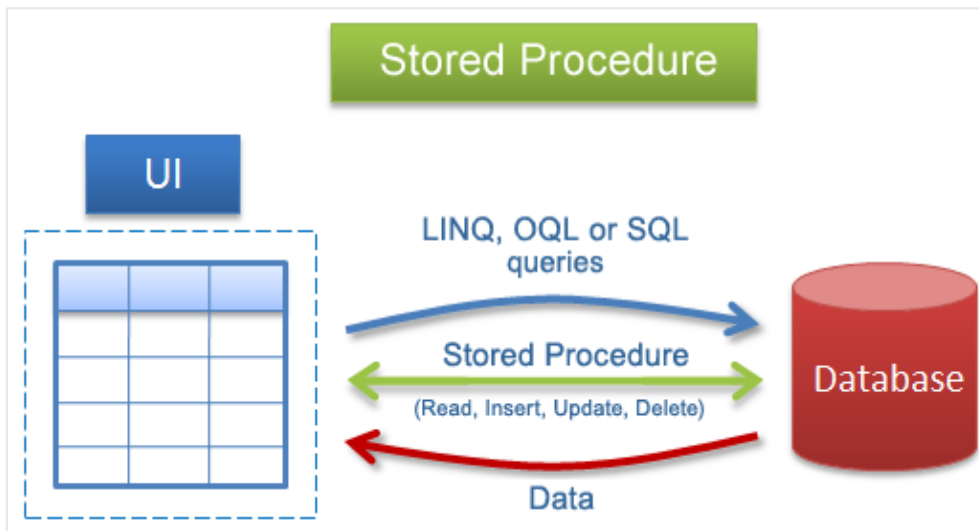 Stored Procedure
UI
LINQ, OQL or SQL
queries
Stored Procedure
(Read, Insert, Update, Delete)
Database
Data